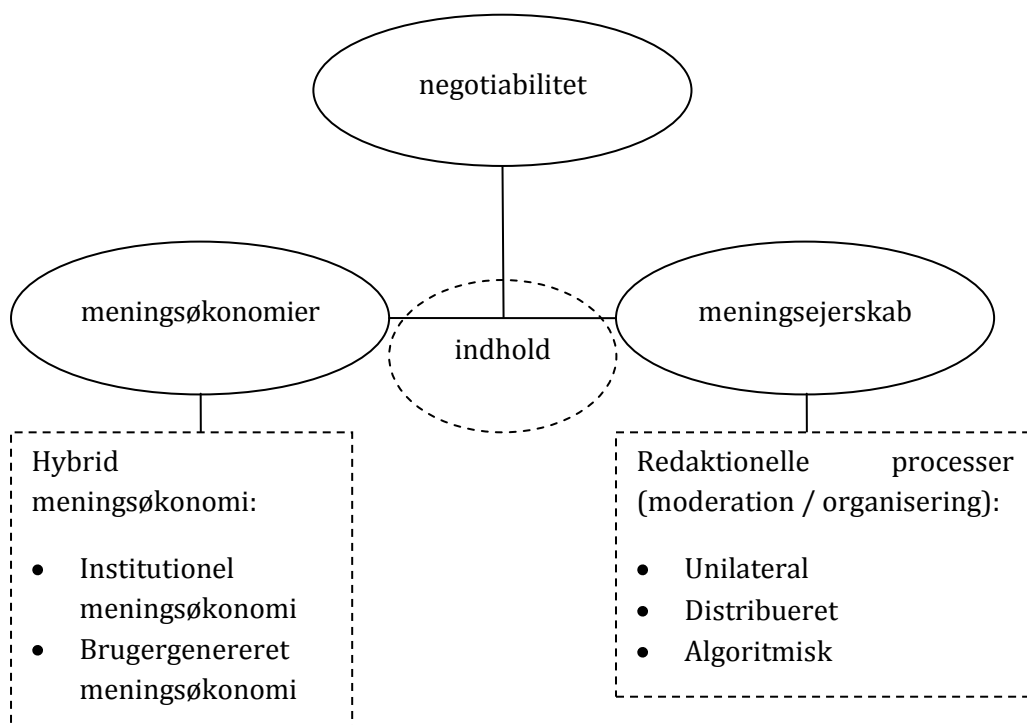 negotiabilitet
meningsøkonomier
indhold
meningsejerskab
Hybrid
meningsøkonomi:
• Institutionel
meningsøkonomi
• Brugergenereret
meningsøkonomi
Redaktionelle processer
(moderation / organisering):
• Unilateral
• Distribueret
• Algoritmisk